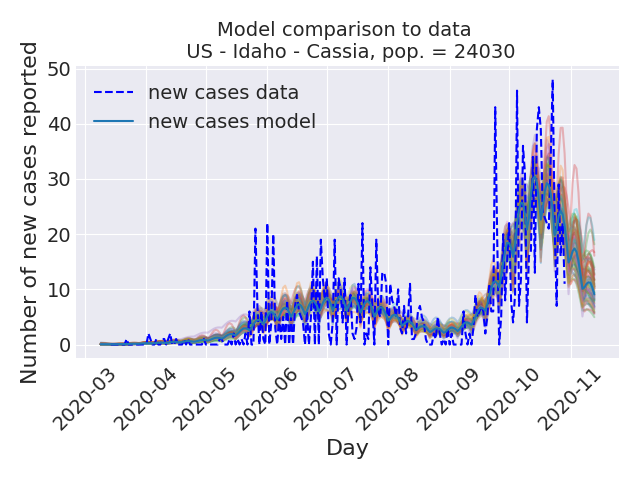 Model comparison to data
US - Idaho - Cassia, pop. = 24030
Number of new cases reported
50
40
30
20
10
0
new cases data
new cases model
2020-03
2020-04
2020-05
2020-06
2020-07
2020-08
2020-09
2020-10
2020-11
Day